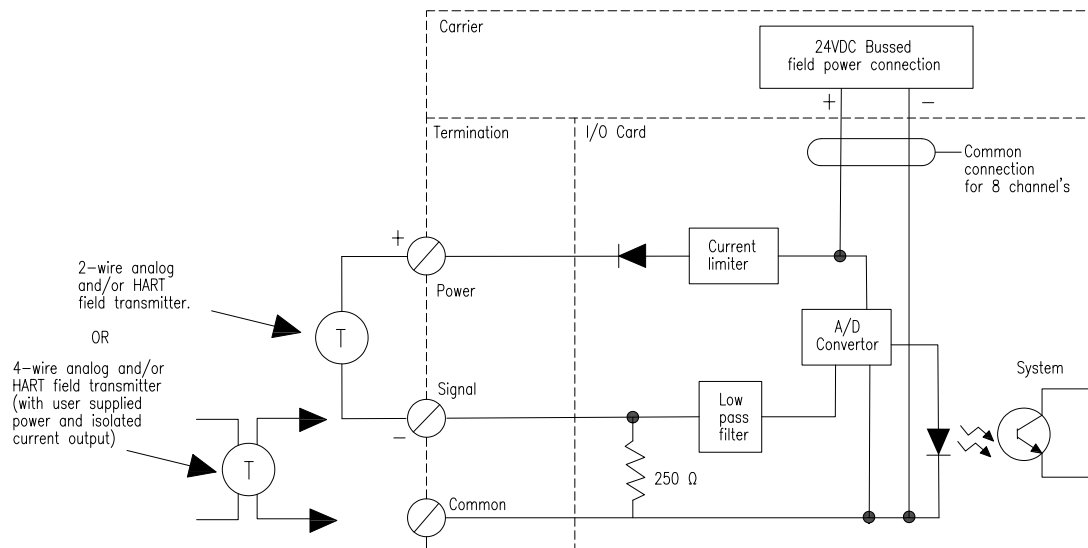 Carrier
24VDC Bussed
field power connection
+
−
Termination
I/O Card
Common
connection
for 8 channel's
+
Current
limiter
Power
2-wire analog
and/or HART
field transmitter.
T
OR
A/D
Convertor
4-wire analog and/or
HART field transmitter
(with user supplied
power and isolated
current output)
System
Signal
−
Low
pass
filter
T
250 Ω
Common